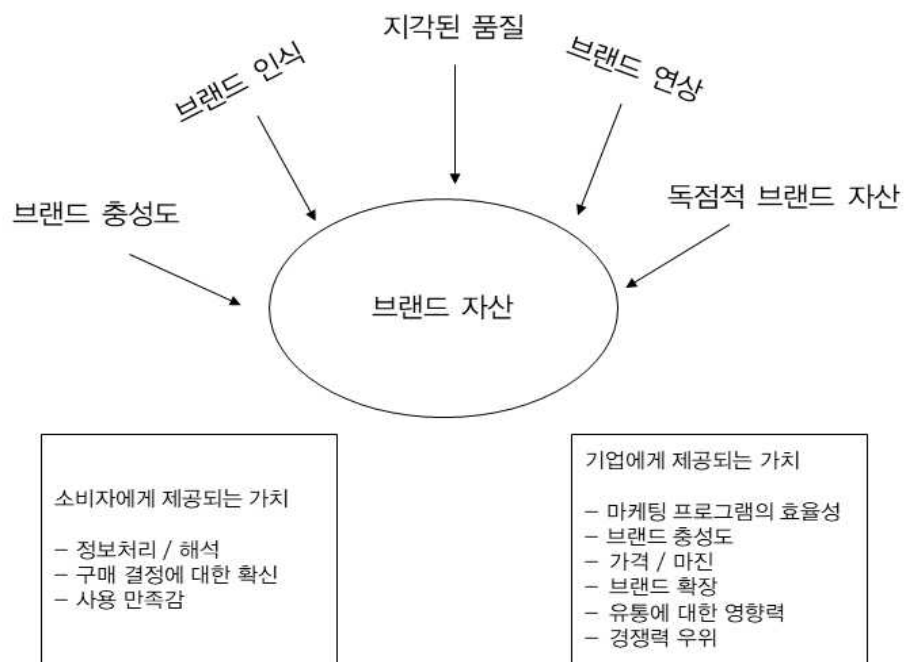 지각된 품질
브랜드 인식
브랜드 연상
브랜드 충성도
독점적 브랜드 자산
브랜드 자산
소비자에게 제공되는 가치
– 정보처리 / 해석
– 구매 결정에 대한 확신
– 사용 만족감
기업에게 제공되는 가치
– 마케팅 프로그램의 효율성
– 브랜드 충성도
– 가격 / 마진
– 브랜드 확장
– 유통에 대한 영향력
– 경쟁력 우위